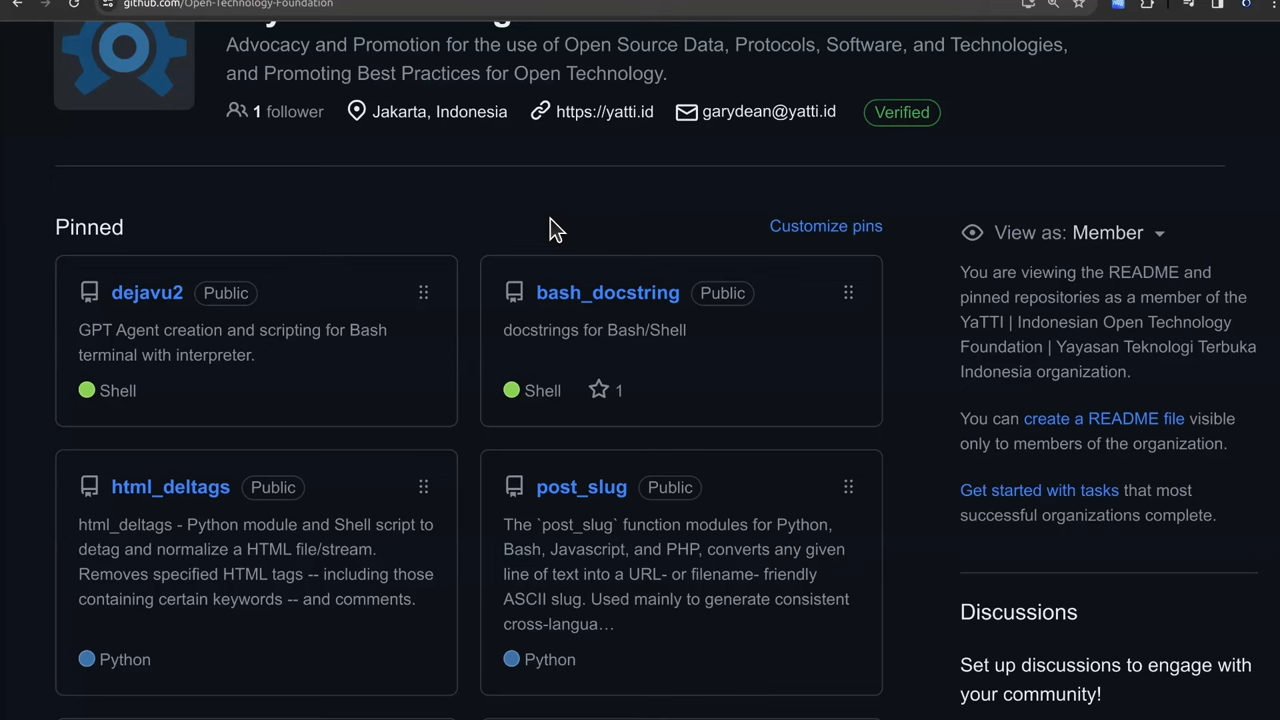 github.com/Open-Technology-Foundation
Advocacy and Promotion for the use of Open Source Data, Protocols, Software, and Technologies,
and Promoting Best Practices for Open Technology.
1 follower
Jakarta, Indonesia
https://yatti.id
garydean@yatti.id
Verified
Pinned
Customize pins
dejavu2
Public
GPT Agent creation and scripting for Bash
terminal with interpreter.
Shell
bash_docstring
Public
docstrings for Bash/Shell
Shell
1
html_deltags
Public
html_deltags - Python module and Shell script to
detag and normalize a HTML file/stream.
Removes specified HTML tags -- including those
containing certain keywords -- and comments.
Python
post_slug
Public
The `post_slug` function modules for Python,
Bash, Javascript, and PHP, converts any given
line of text into a URL- or filename- friendly
ASCII slug. Used mainly to generate consistent
cross-langua…
Python
View as: Member
You are viewing the README and
pinned repositories as a member of the
YaTTI | Indonesian Open Technology
Foundation | Yayasan Teknologi Terbuka
Indonesia organization.
You can create a README file visible
only to members of the organization.
Get started with tasks that most
successful organizations complete.
Discussions
Set up discussions to engage with
your community!